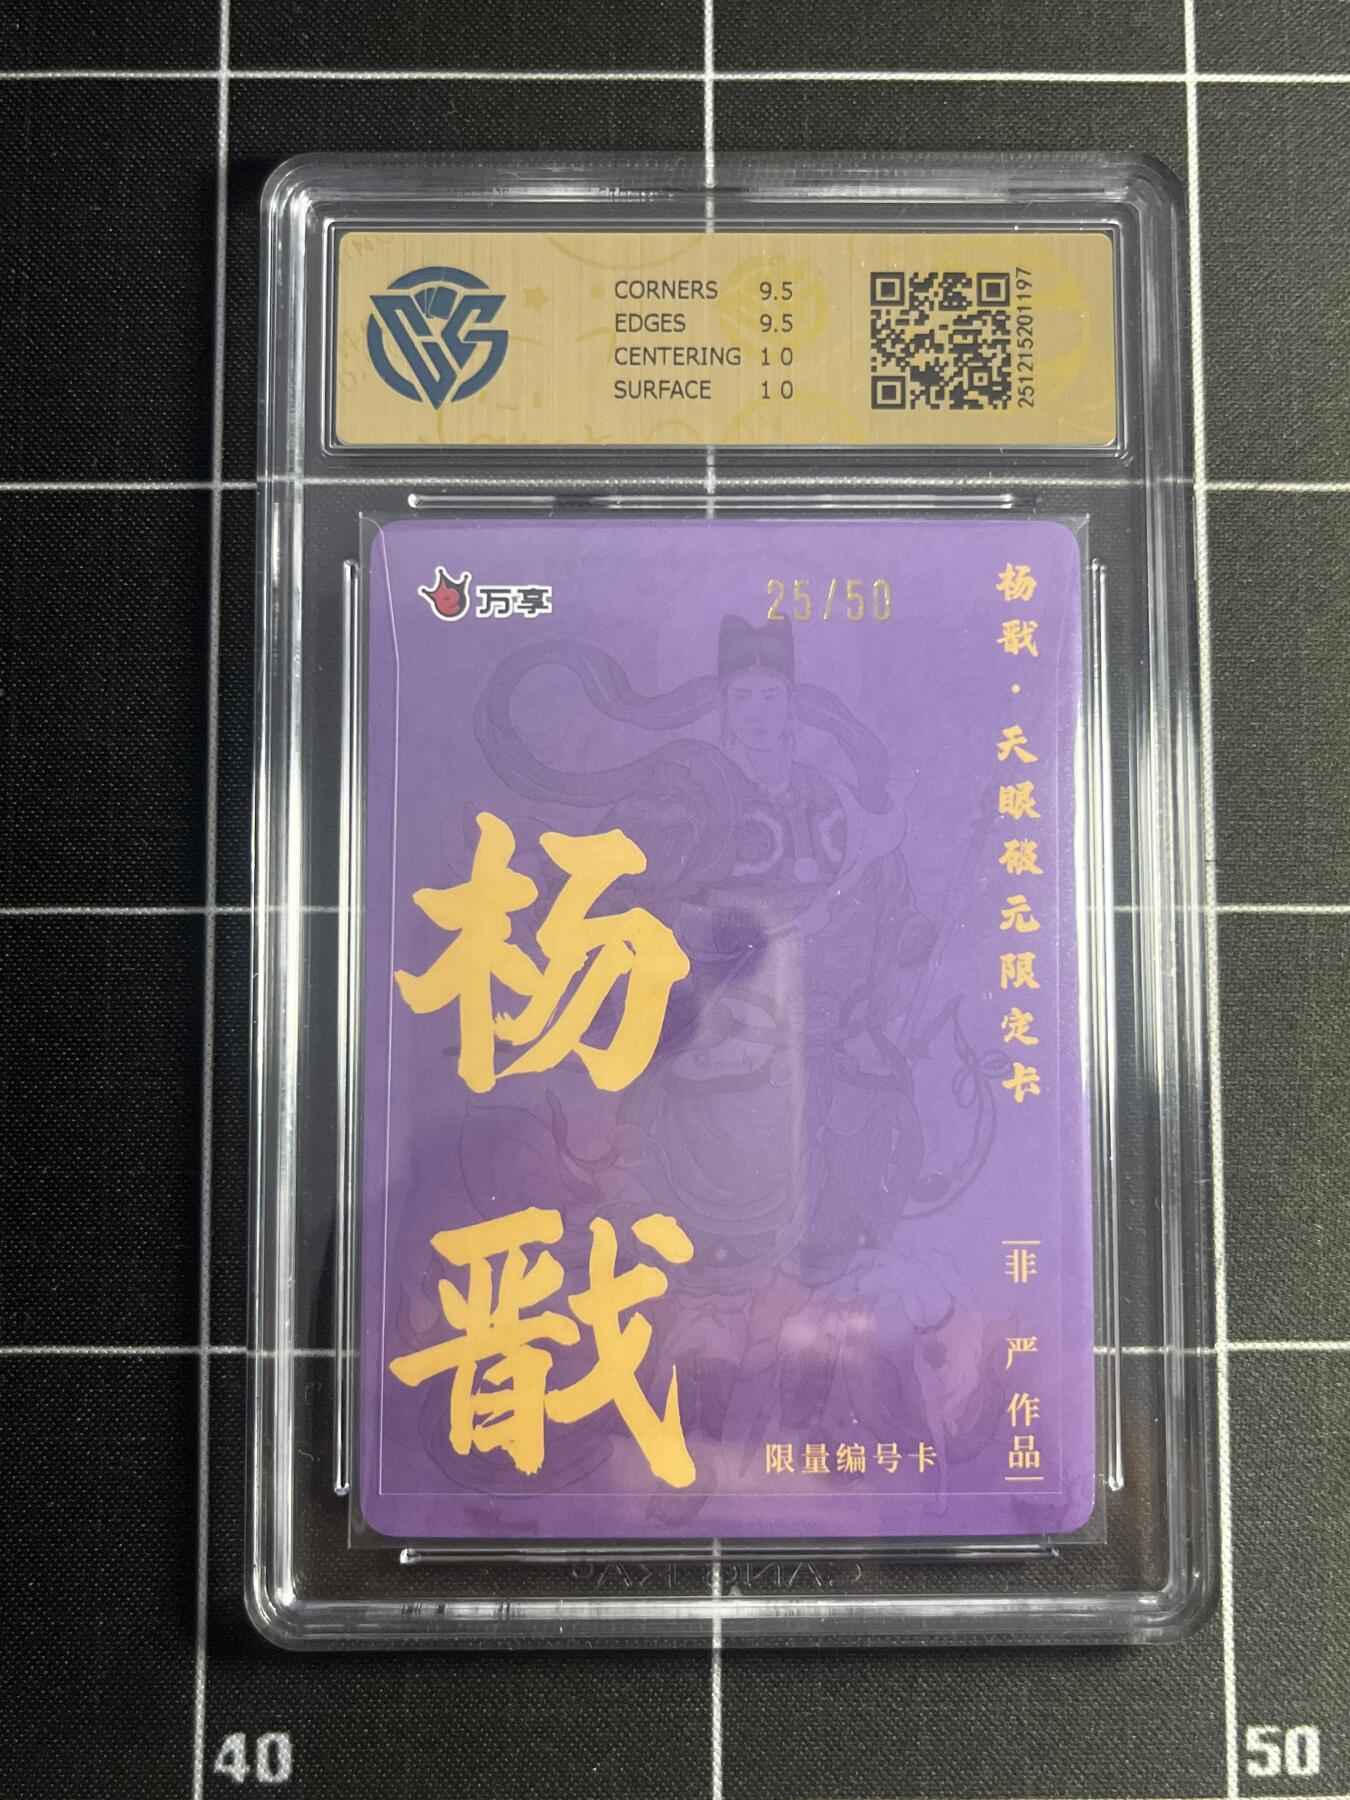 CORNERS 9.5
EDGES 9.5
CENTERING 10
SURFACE 10
251215201197
万享
25/50
杨戬·天眼破元限定卡
杨戬
非严作品
限量编号卡
40
50